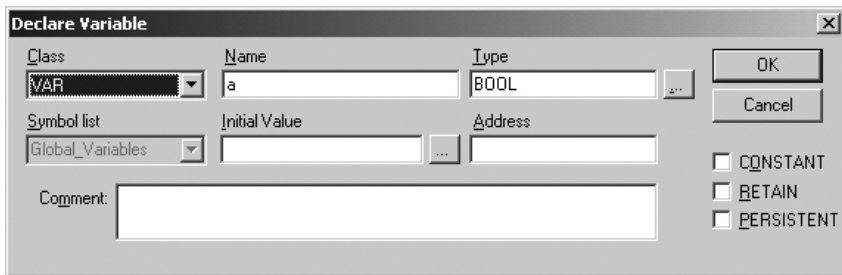 Declare Variable
Class Name Type
VAR a BOOL ... OK
Cancel
Symbol list Initial Value Address
Global_Variables ...
CONSTANT
Comment: RETAIN
PERSISTENT